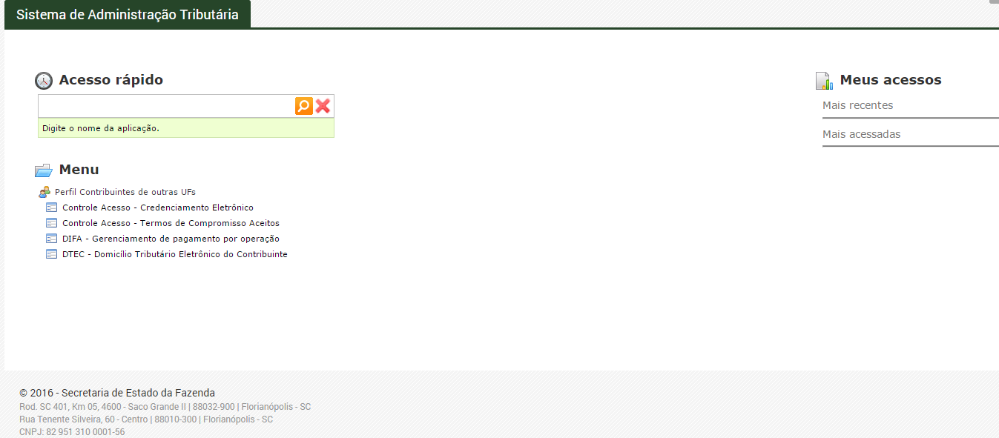 Sistema de Administração Tributária
Acesso rápido
Digite o nome da aplicação.
Menu
Perfil Contribuintes de outras UFs
Controle Acesso - Credenciamento Eletrônico
Controle Acesso - Termos de Compromisso Aceitos
DIFA - Gerenciamento de pagamento por operação
DTEC - Domicílio Tributário Eletrônico do Contribuinte
Meus acessos
Mais recentes
Mais acessadas
© 2016 - Secretaria de Estado da Fazenda
Rod. SC 401, Km 05, 4600 - Saco Grande II | 88032-900 | Florianópolis - SC
Rua Tenente Silveira, 60 - Centro | 88010-300 | Florianópolis - SC
CNPJ: 82 951 310 0001-56